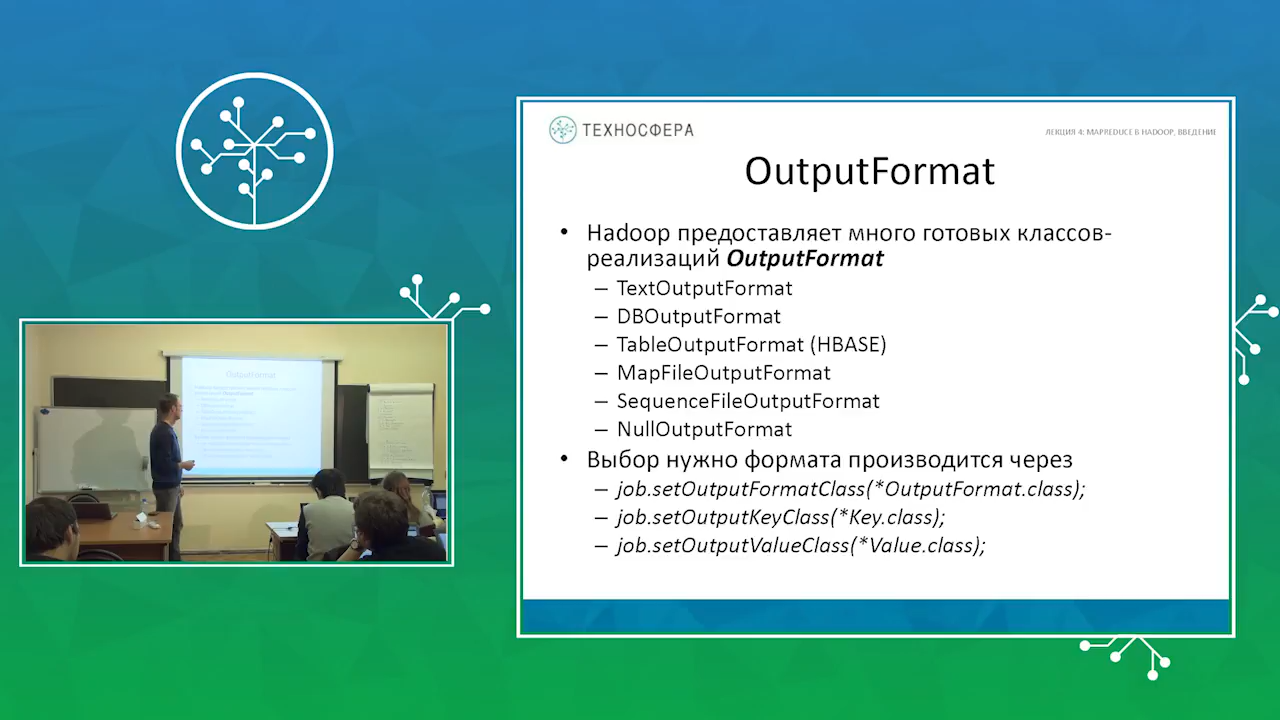 ТЕХНОСФЕРА
ЛЕКЦИЯ 4: MAPREDUCE В HADOOP, ВВЕДЕНИЕ
OutputFormat
• Hadoop предоставляет много готовых классов-
реализаций OutputFormat
– TextOutputFormat
– DBOutputFormat
– TableOutputFormat (HBASE)
– MapFileOutputFormat
– SequenceFileOutputFormat
– NullOutputFormat
• Выбор нужно формата производится через
– job.setOutputFormatClass(*OutputFormat.class);
– job.setOutputKeyClass(*Key.class);
– job.setOutputValueClass(*Value.class);
OutputFormat